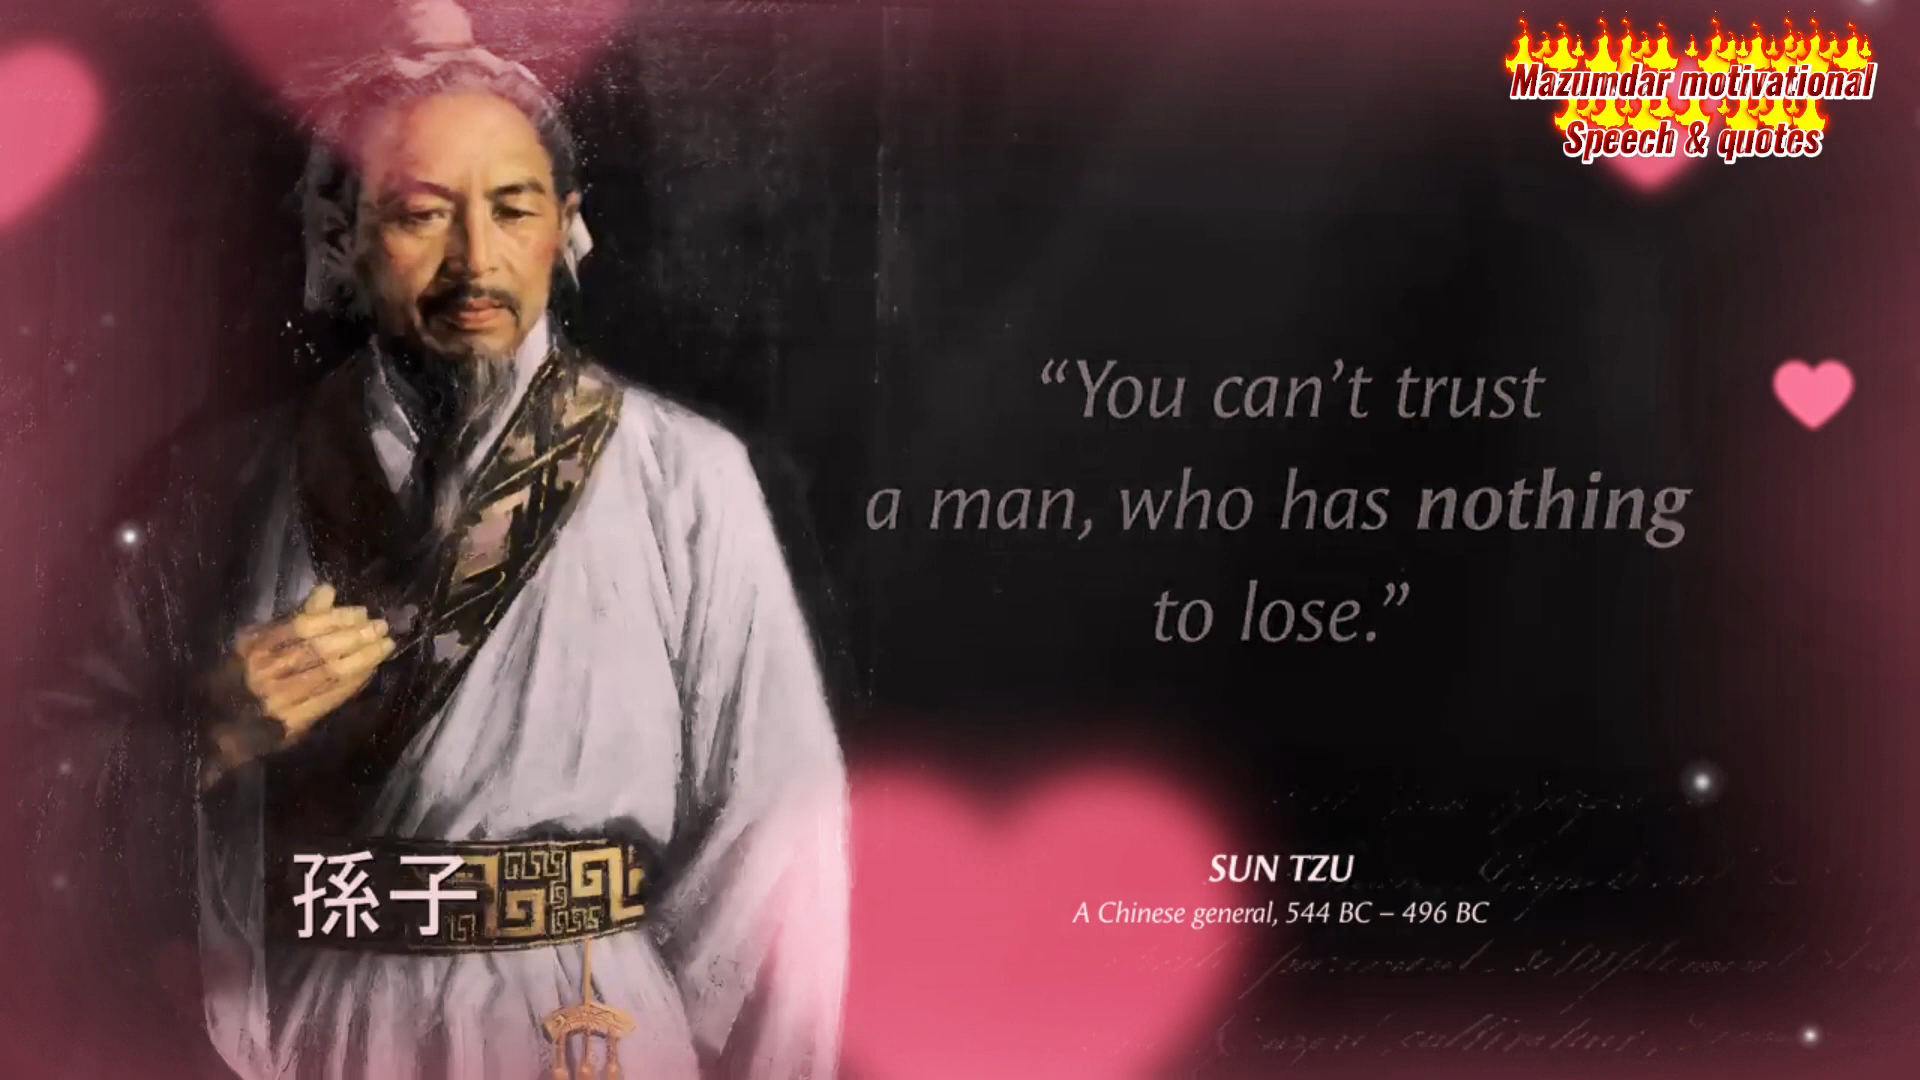 Mazumdar motivational
Speech & quotes
“You can’t trust
a man, who has nothing
to lose.”
孫子
SUN TZU
A Chinese general, 544 BC – 496 BC